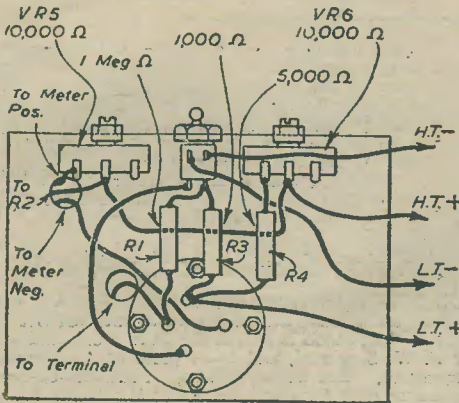 VR5
10,000 Ω
1 Meg Ω
1,000 Ω
VR6
10,000 Ω
5,000 Ω
To Meter
Pos.
H.T.-
To
R2
H.T.+
To
Meter
Neg.
R1
R3
R4
L.T.-
L.T.+
To Terminal